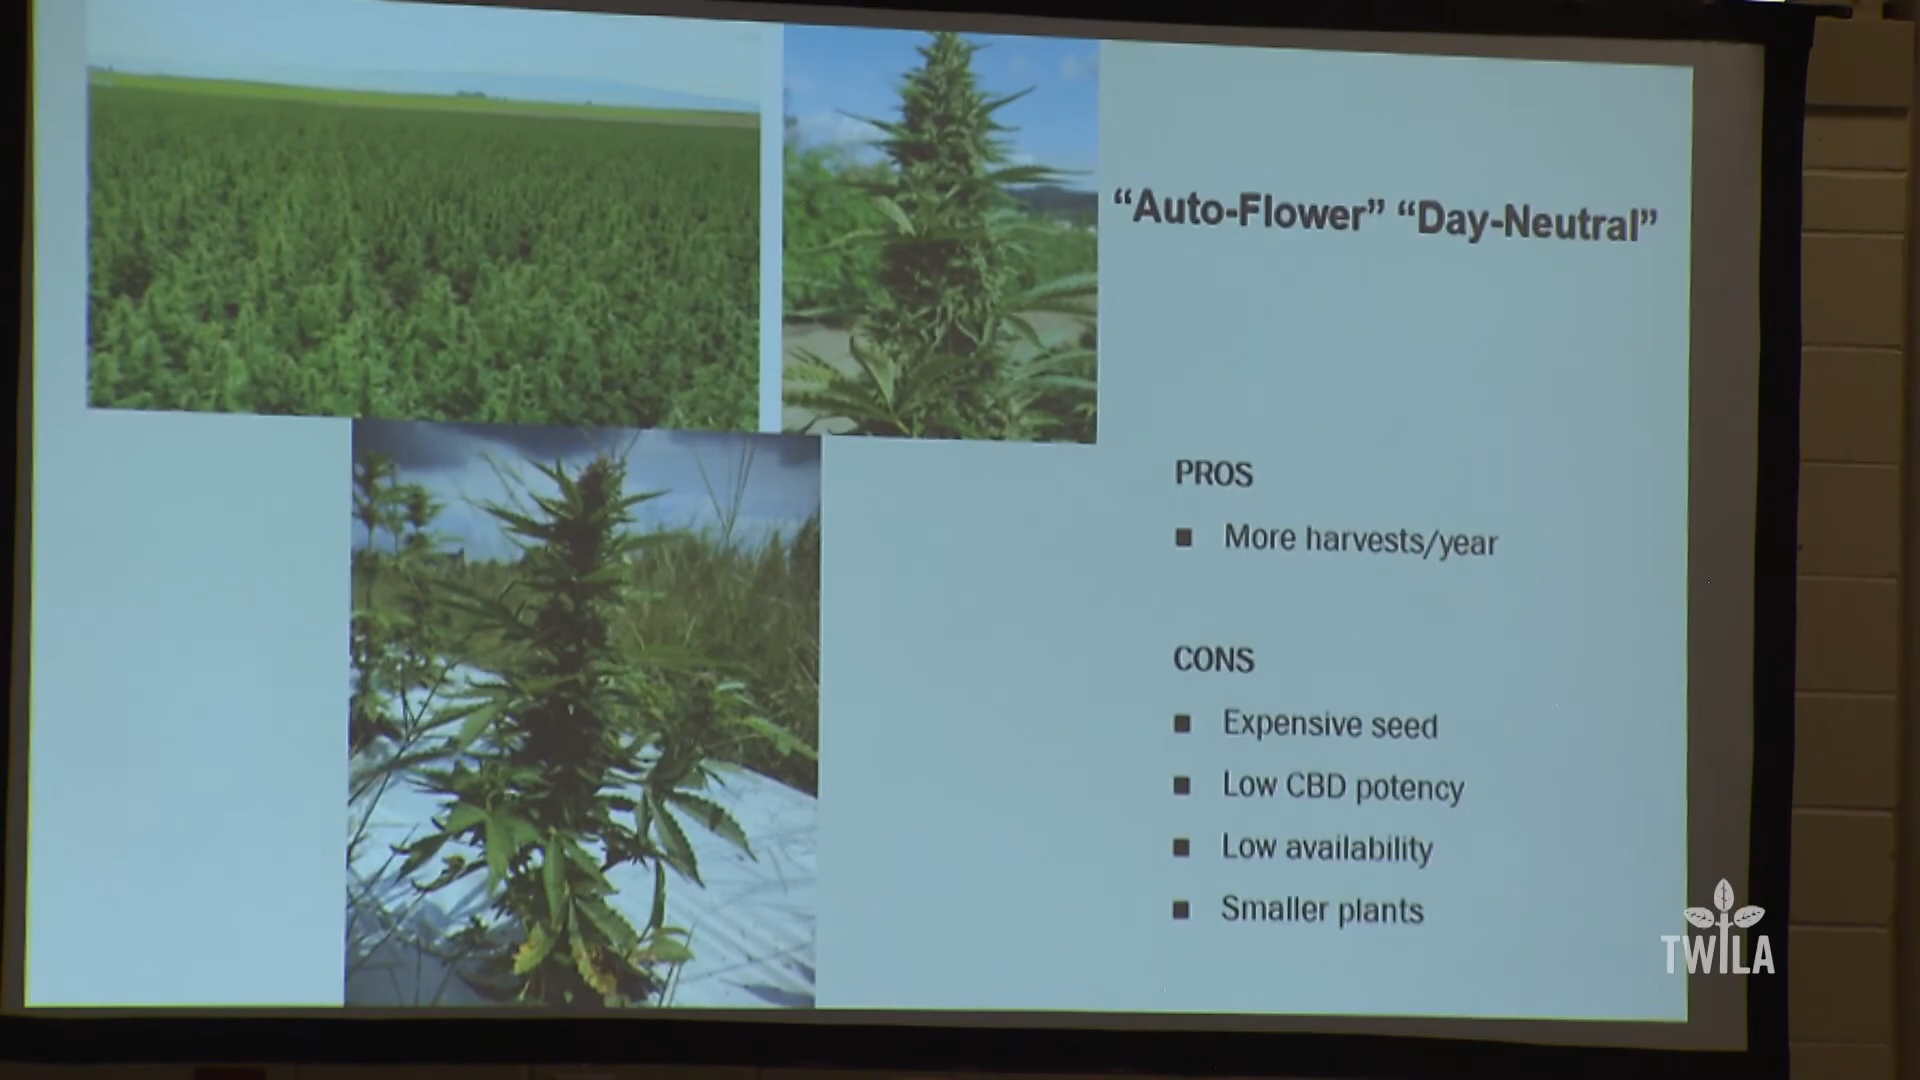 “Auto-Flower” “Day-Neutral”
PROS
■ More harvests/year
CONS
■ Expensive seed
■ Low CBD potency
■ Low availability
■ Smaller plants
TWILA